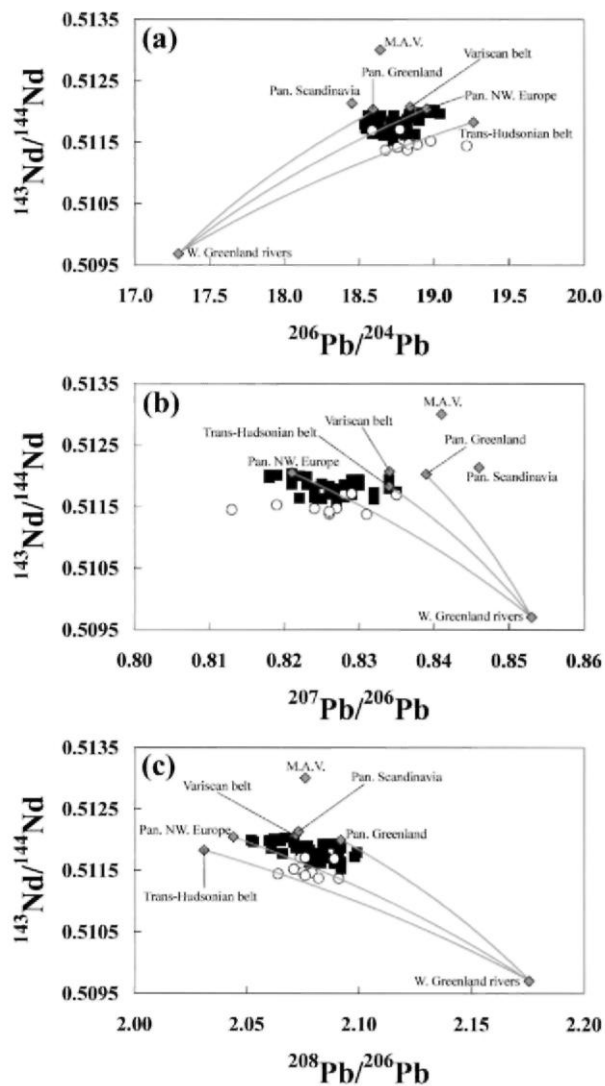 (a)
M.A.V.
Variscan belt
Pan. Greenland
Pan. Scandinavia
Pan. NW. Europe
Trans-Hudsonian belt
W. Greenland rivers
0.5135
0.5125
0.5115
0.5105
0.5095
¹⁴³Nd/¹⁴⁴Nd
17.0 17.5 18.0 18.5 19.0 19.5 20.0
²⁰⁶Pb/²⁰⁴Pb
(b)
M.A.V.
Variscan belt
Trans-Hudsonian belt
Pan. Greenland
Pan. NW. Europe
Pan. Scandinavia
W. Greenland rivers
0.5135
0.5125
0.5115
0.5105
0.5095
¹⁴³Nd/¹⁴⁴Nd
0.80 0.81 0.82 0.83 0.84 0.85 0.86
²⁰⁷Pb/²⁰⁶Pb
(c)
M.A.V.
Pan. Scandinavia
Variscan belt
Pan. NW. Europe
Pan. Greenland
Trans-Hudsonian belt
W. Greenland rivers
0.5135
0.5125
0.5115
0.5105
0.5095
¹⁴³Nd/¹⁴⁴Nd
2.00 2.05 2.10 2.15 2.20
²⁰⁸Pb/²⁰⁶Pb